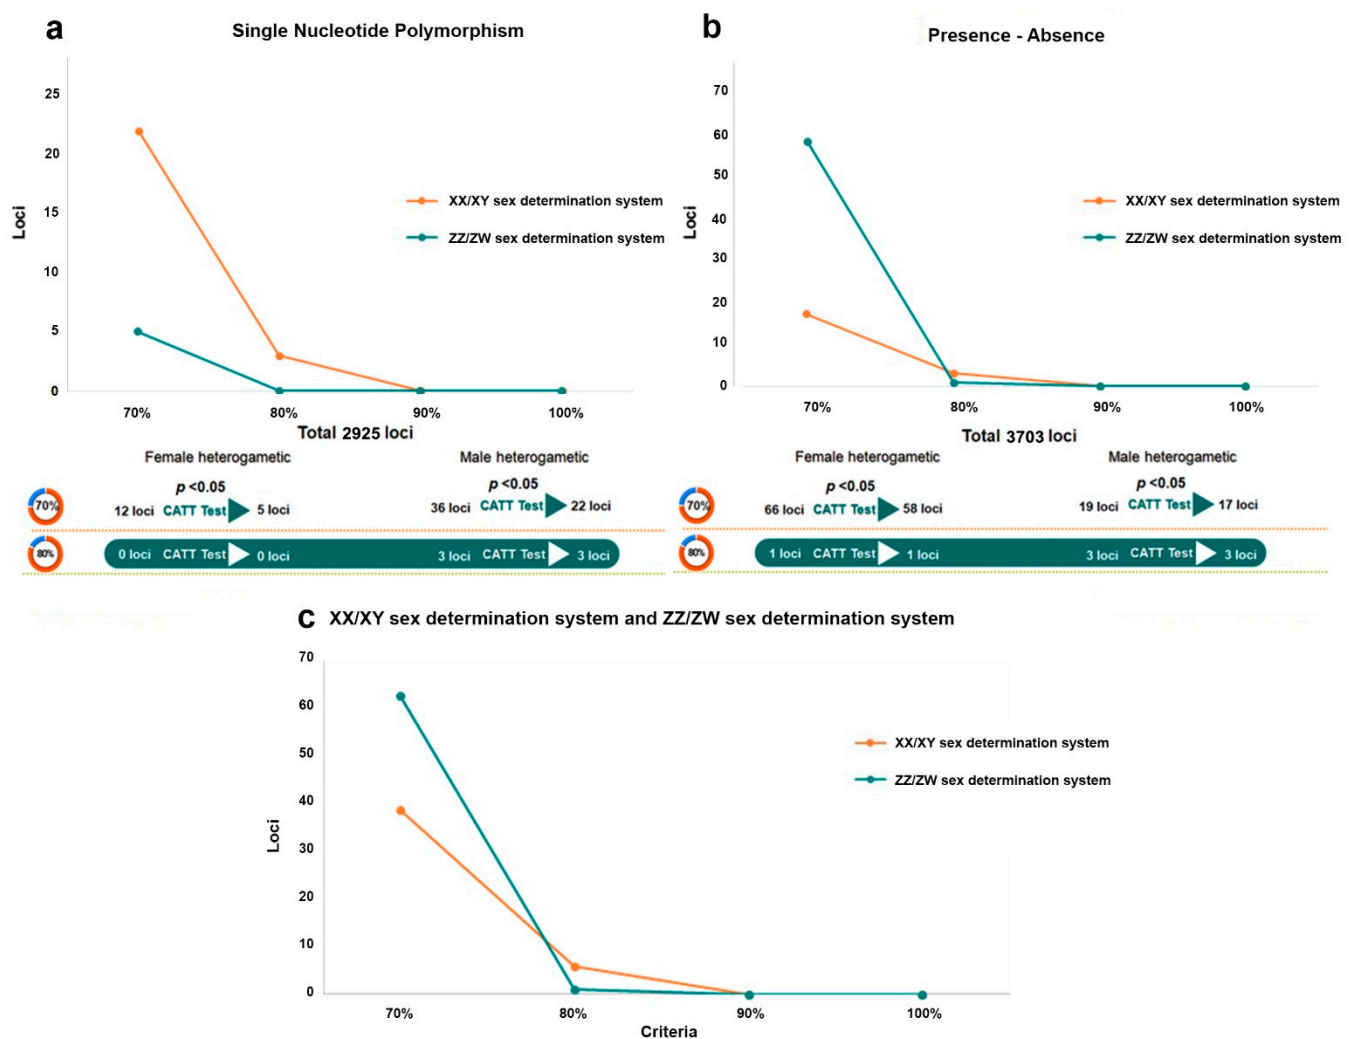 a
Single Nucleotide Polymorphism
25
20
15
10
5
0
Loci
XX/XY sex determination system
ZZ/ZW sex determination system
70%
80%
90%
100%
Total 2925 loci
Female heterogametic
Male heterogametic
p <0.05
p <0.05
70%
12 loci CATT Test 5 loci
36 loci CATT Test 22 loci
80%
0 loci CATT Test 0 loci
3 loci CATT Test 3 loci
b
Presence - Absence
70
60
50
40
30
20
10
0
Loci
XX/XY sex determination system
ZZ/ZW sex determination system
70%
80%
90%
100%
Total 3703 loci
Female heterogametic
Male heterogametic
p <0.05
p <0.05
70%
66 loci CATT Test 58 loci
19 loci CATT Test 17 loci
80%
1 loci CATT Test 1 loci
3 loci CATT Test 3 loci
c XX/XY sex determination system and ZZ/ZW sex determination system
70
60
50
40
30
20
10
0
Loci
XX/XY sex determination system
ZZ/ZW sex determination system
70%
80%
90%
100%
Criteria